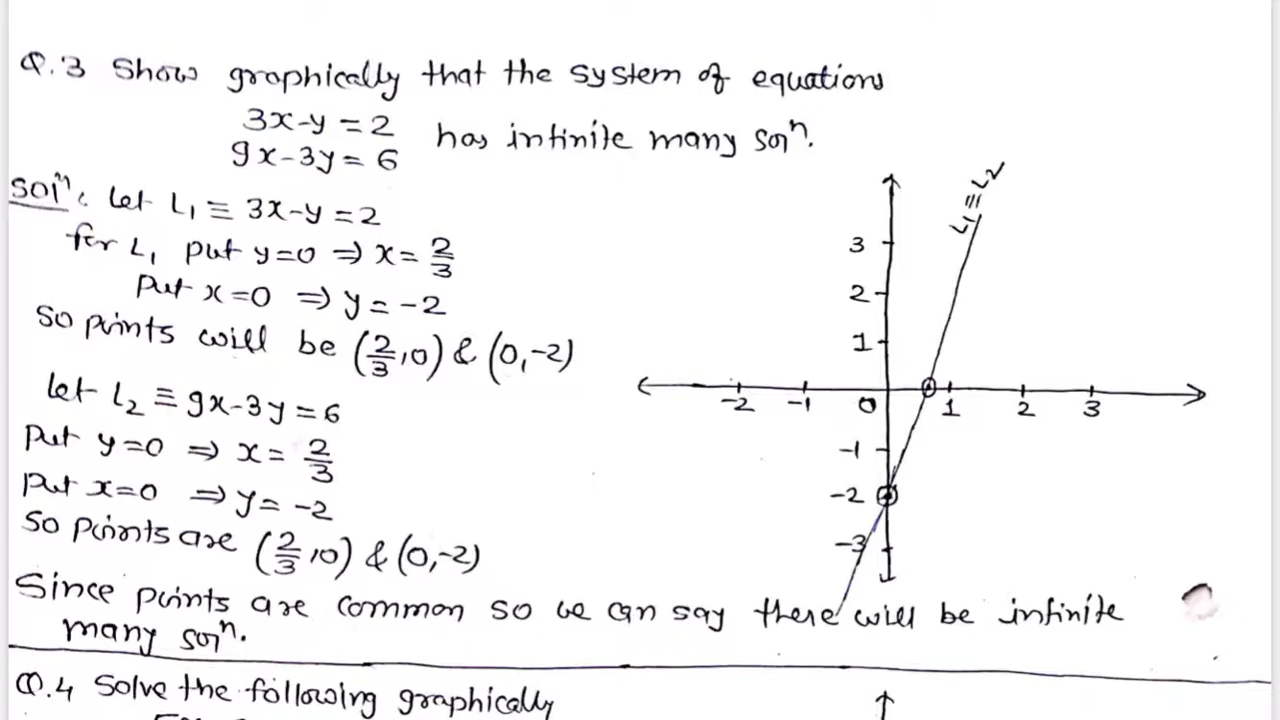 Q.3 Show graphically that the system of equations
3x-y = 2
9x-3y = 6
has infinite many solⁿ.
Solⁿ: Let L₁ ≡ 3x-y = 2
for L₁ put y=0 ⇒ x = 2/3
Put x=0 ⇒ y = -2
So points will be (2/3, 0) & (0,-2)
Let L₂ ≡ 9x-3y = 6
Put y=0 ⇒ x = 2/3
Put x=0 ⇒ y = -2
So points are (2/3, 0) & (0,-2)
Since points are common so we can say there will be infinite
many solⁿ.
L₁ ≡ L₂
3
2
1
-2 -1 0 1 2 3
-1
-2
-3
Q.4 Solve the following graphically